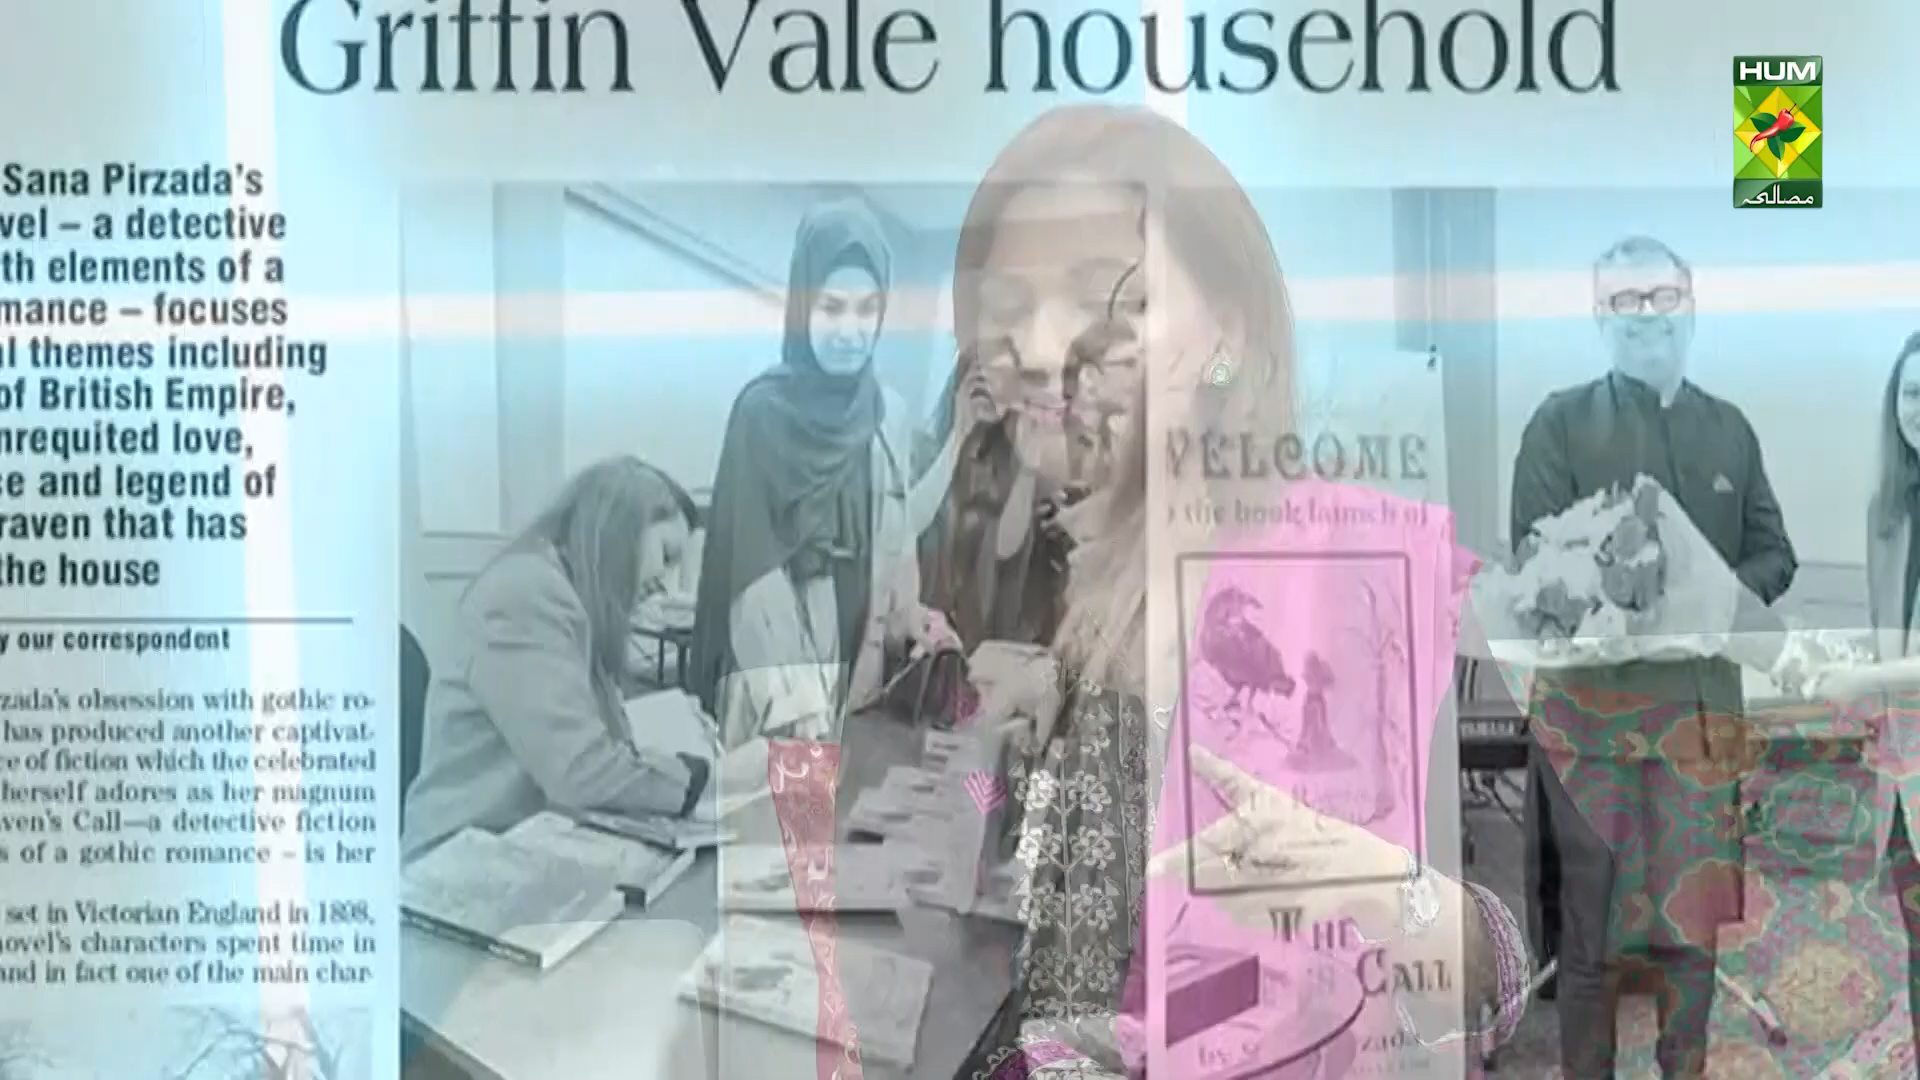 Griffin Vale household
HUM
مصالحہ
Sana Pirzada's
vel – a detective
th elements of a
mance – focuses
l themes including
of British Empire,
nrequited love,
ce and legend of
raven that has
the house
y our correspondent
zada's obsession with gothic ro-
has produced another captivat-
ce of fiction which the celebrated
herself adores as her magnum
ven's Call—a detective fiction
s of a gothic romance – is her
set in Victorian England in 1808,
novel's characters spent time in
and in fact one of the main char-
WELCOME
the book launch of
THE
CALL
by